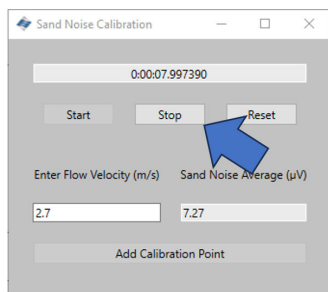 Sand Noise Calibration
0:00:07.997390
Start Stop Reset
Enter Flow Velocity (m/s) Sand Noise Average (μV)
2.7 7.27
Add Calibration Point